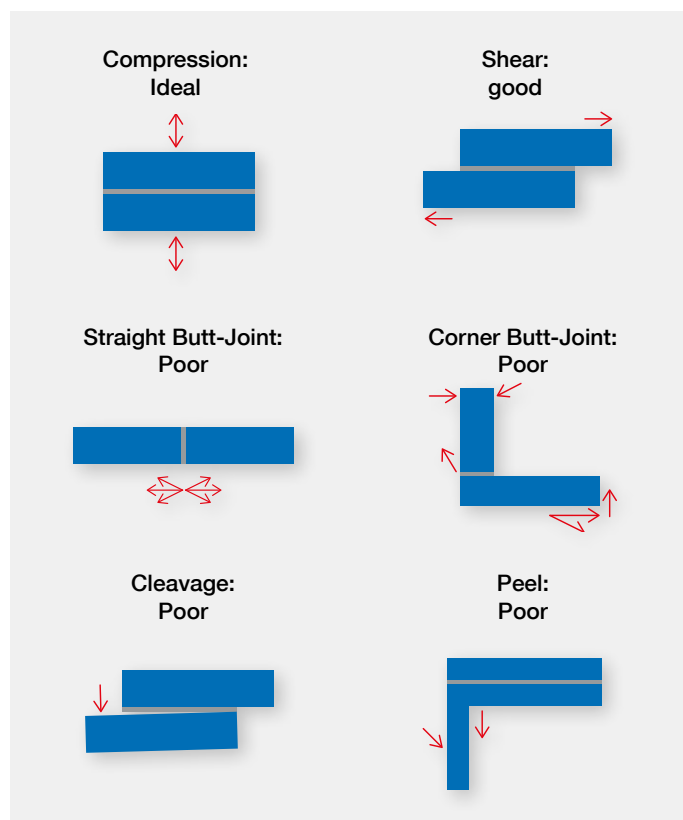 Compression:
Ideal
Shear:
good
Straight Butt-Joint:
Poor
Corner Butt-Joint:
Poor
Cleavage:
Poor
Peel:
Poor